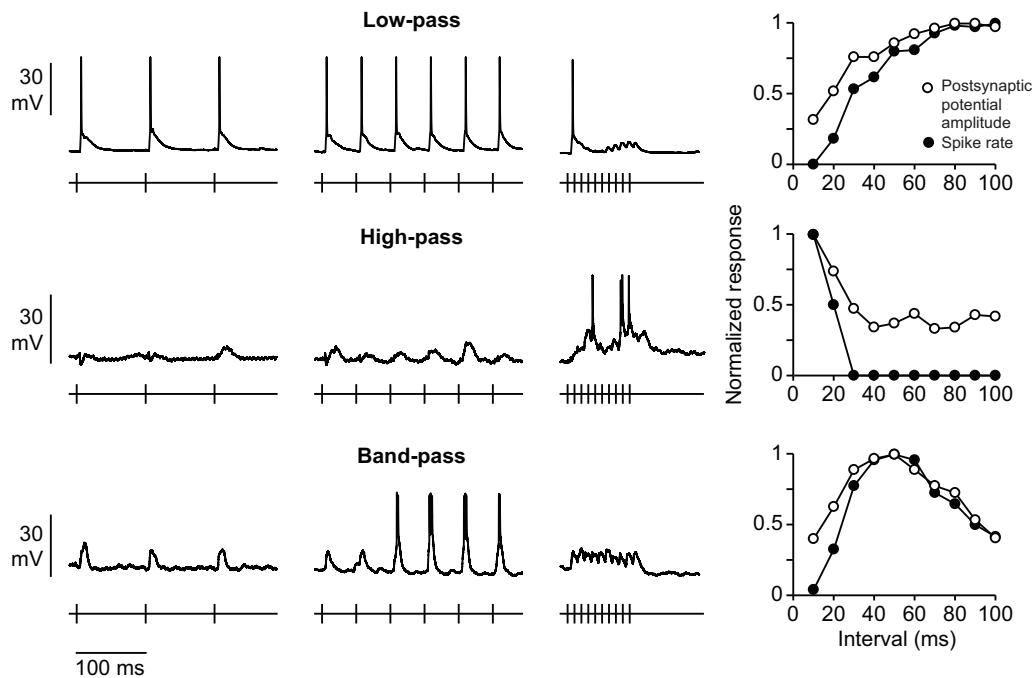 Low-pass
30
mV
1
0.5
0
Postsynaptic
potential
amplitude
Spike rate
0 20 40 60 80 100
High-pass
30
mV
Normalized response
1
0.5
0
0 20 40 60 80 100
Band-pass
30
mV
1
0.5
0
0 20 40 60 80 100
Interval (ms)
100 ms